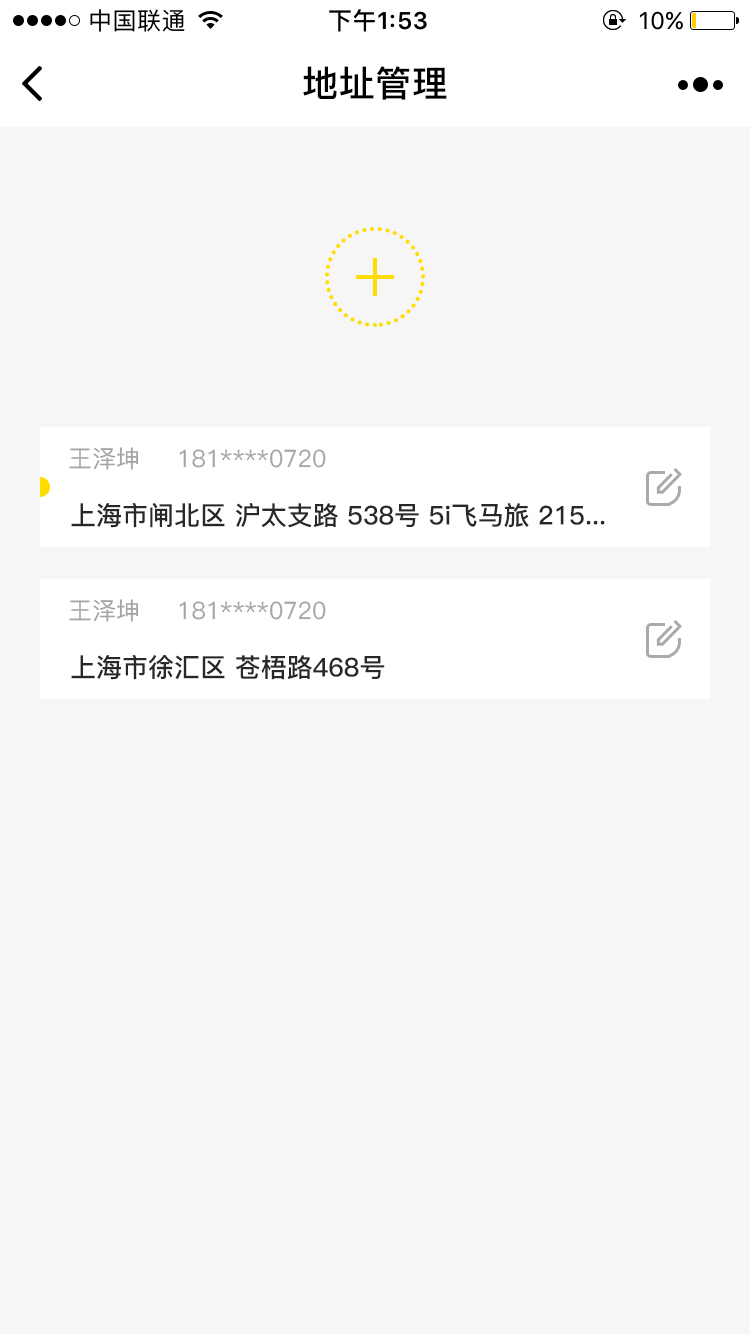 中国联通 下午1:53 10%
地址管理
王泽坤 181****0720
上海市闸北区 沪太支路 538号 5i飞马旅 215...
王泽坤 181****0720
上海市徐汇区 苍梧路468号